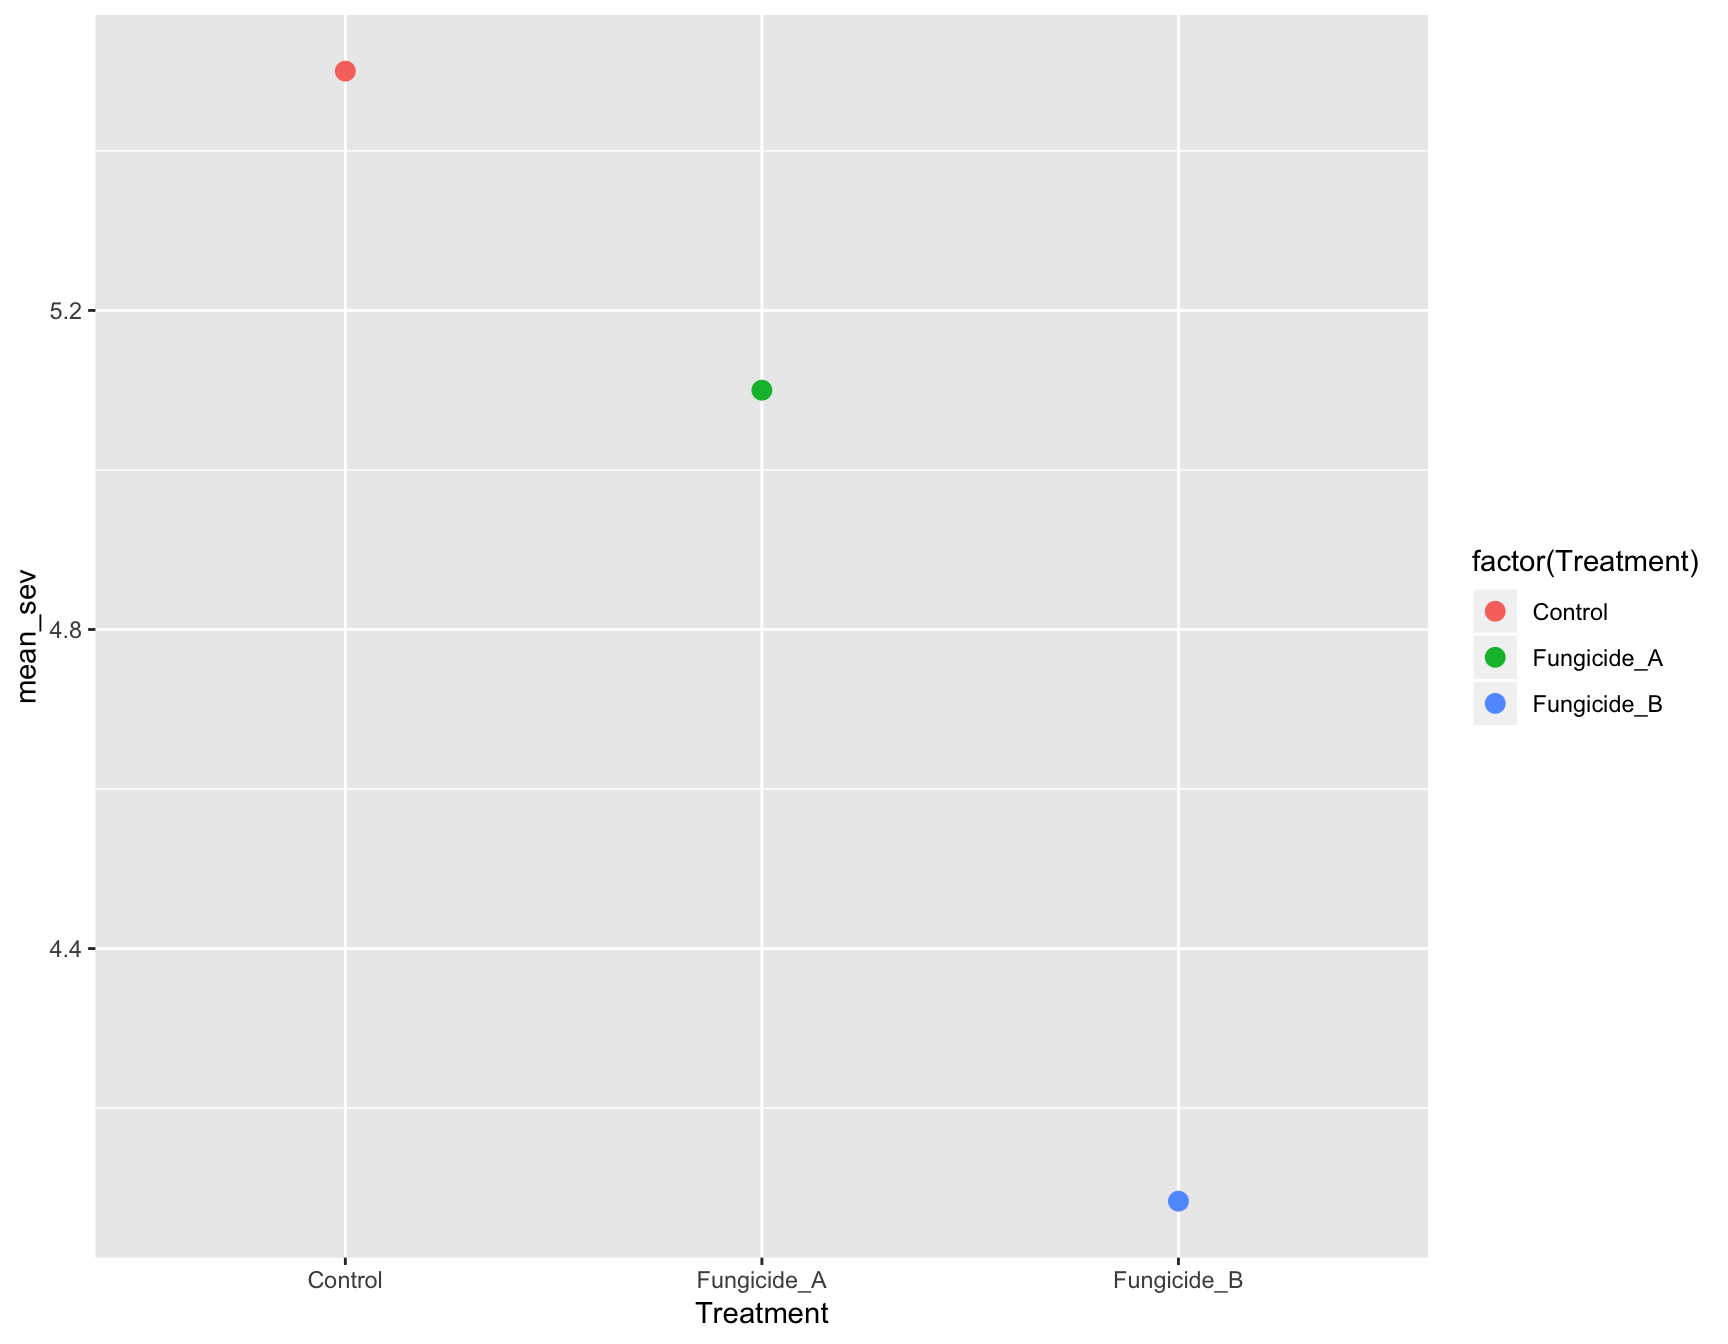 5.2
4.8
4.4
mean_sev
Control
Fungicide_A
Fungicide_B
Treatment
factor(Treatment)
Control
Fungicide_A
Fungicide_B